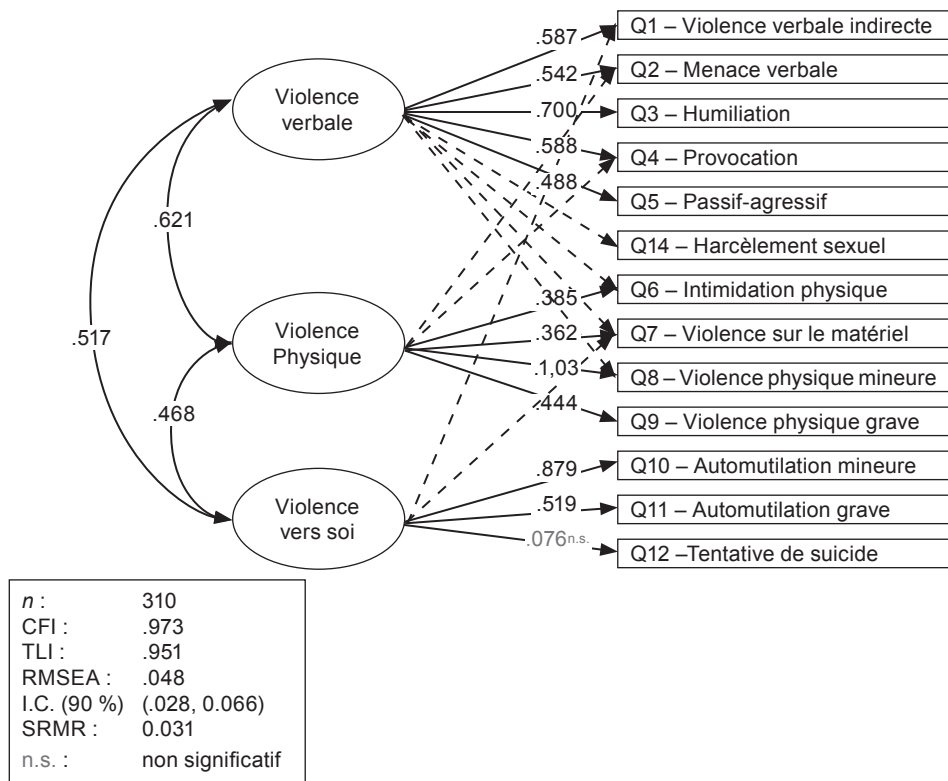 Violence
verbale
Violence
Physique
Violence
vers soi
.621
.517
.468
.587
.542
.700
.588
.488
.385
.362
.1,03
.444
.879
.519
.076 n.s.
Q1 – Violence verbale indirecte
Q2 – Menace verbale
Q3 – Humiliation
Q4 – Provocation
Q5 – Passif-agressif
Q14 – Harcèlement sexuel
Q6 – Intimidation physique
Q7 – Violence sur le matériel
Q8 – Violence physique mineure
Q9 – Violence physique grave
Q10 – Automutilation mineure
Q11 – Automutilation grave
Q12 –Tentative de suicide
n : 310
CFI : .973
TLI : .951
RMSEA : .048
I.C. (90 %) (.028, 0.066)
SRMR : 0.031
n.s. : non significatif